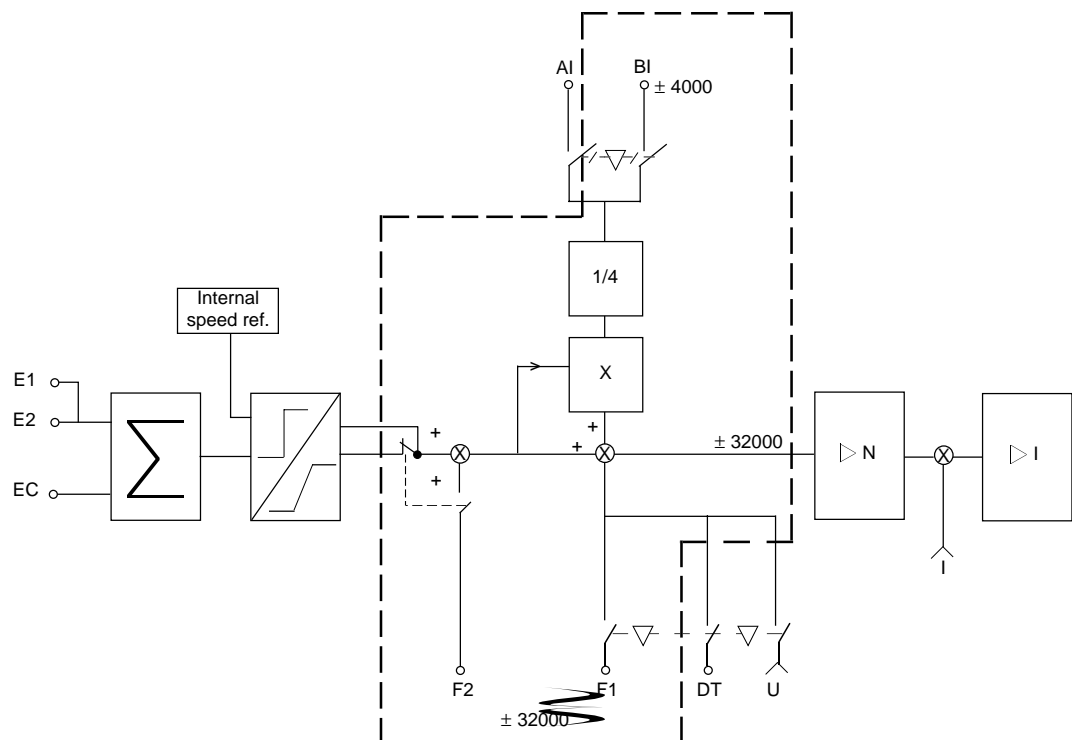 AI BI
± 4000
1/4
Internal
speed ref.
X
E1
E2
EC
+ + +
+
± 32000
N
I
I
F2 F1 DT U
± 32000